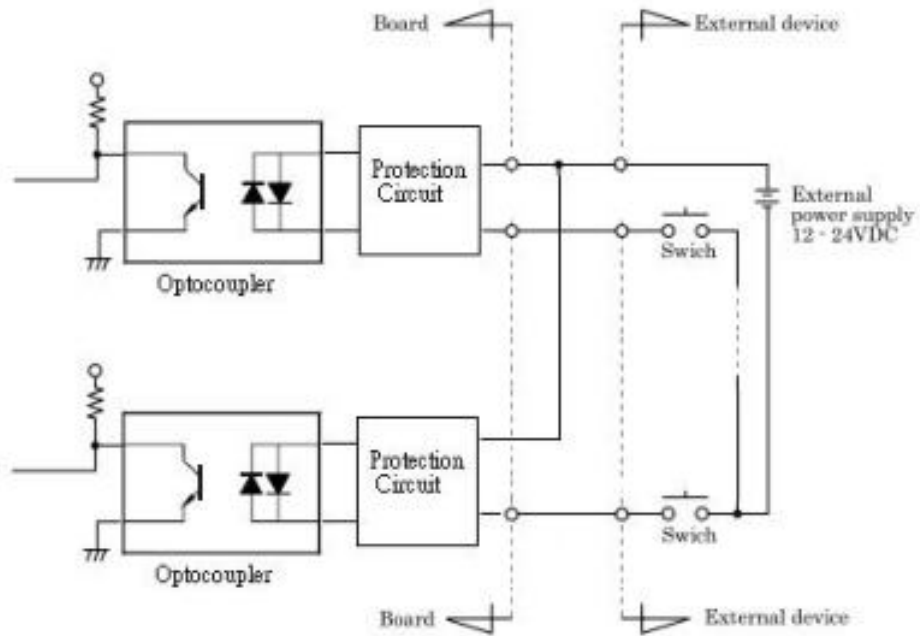 Board
External device
Protection
Circuit
External
power supply
12 - 24VDC
Swich
Optocoupler
Protection
Circuit
Swich
Optocoupler
Board
External device